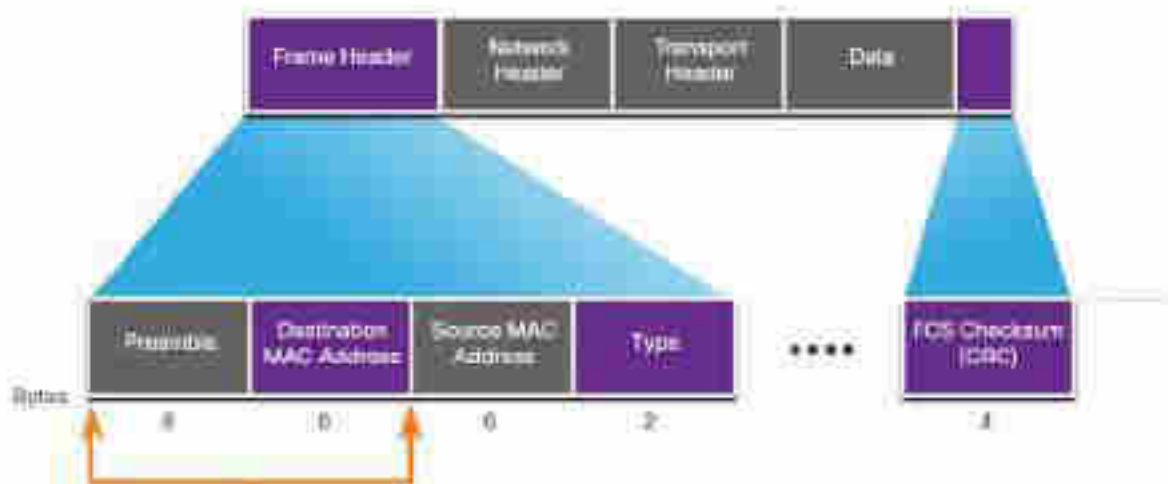 Frame Header
Network
Header
Transport
Header
Data
Preamble
Destination
MAC Address
Source MAC
Address
Type
••••
FCS Checksum
(CRC)
Bytes
8
6
6
2
4